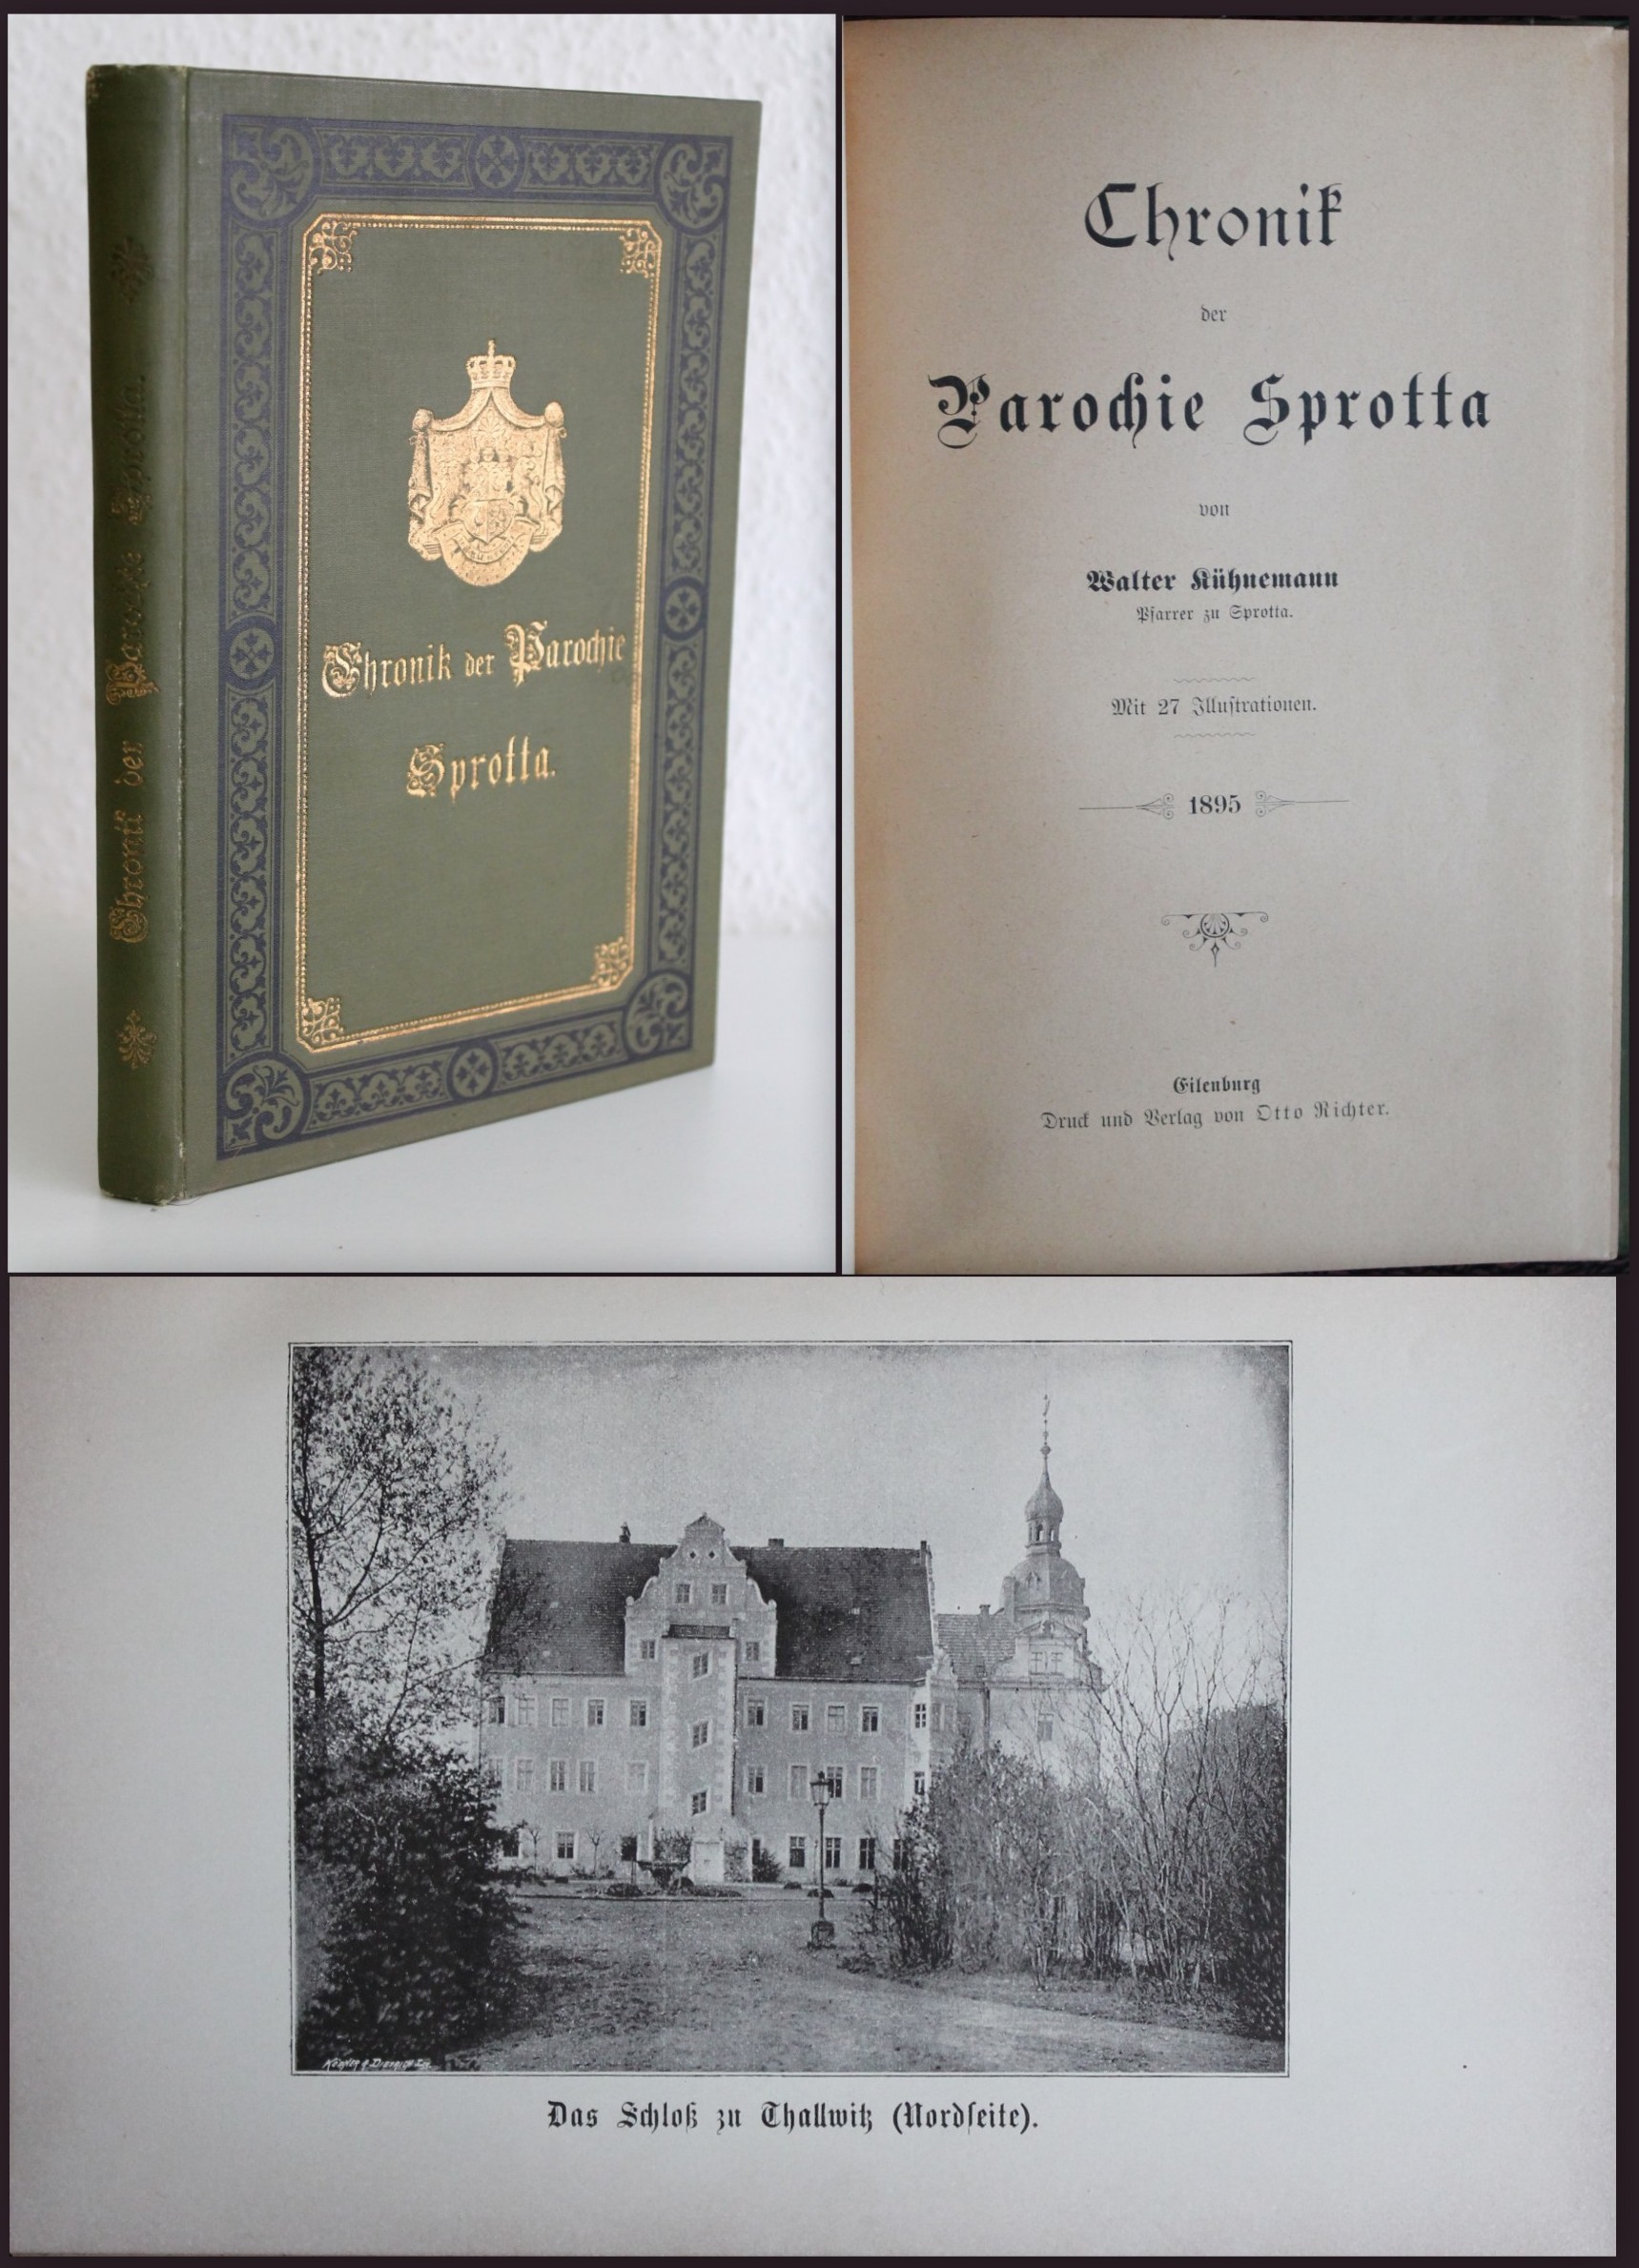 Chronik der Parochie Sprotta.
Chronik der Parochie
Sprotta.
Chronik
der
Parochie Sprotta
von
Walter Kühnemann
Pfarrer zu Sprotta.
Mit 27 Illustrationen.
1895
Eilenburg
Druck und Verlag von Otto Richter.
Das Schloß zu Thallwitz (Nordseite).